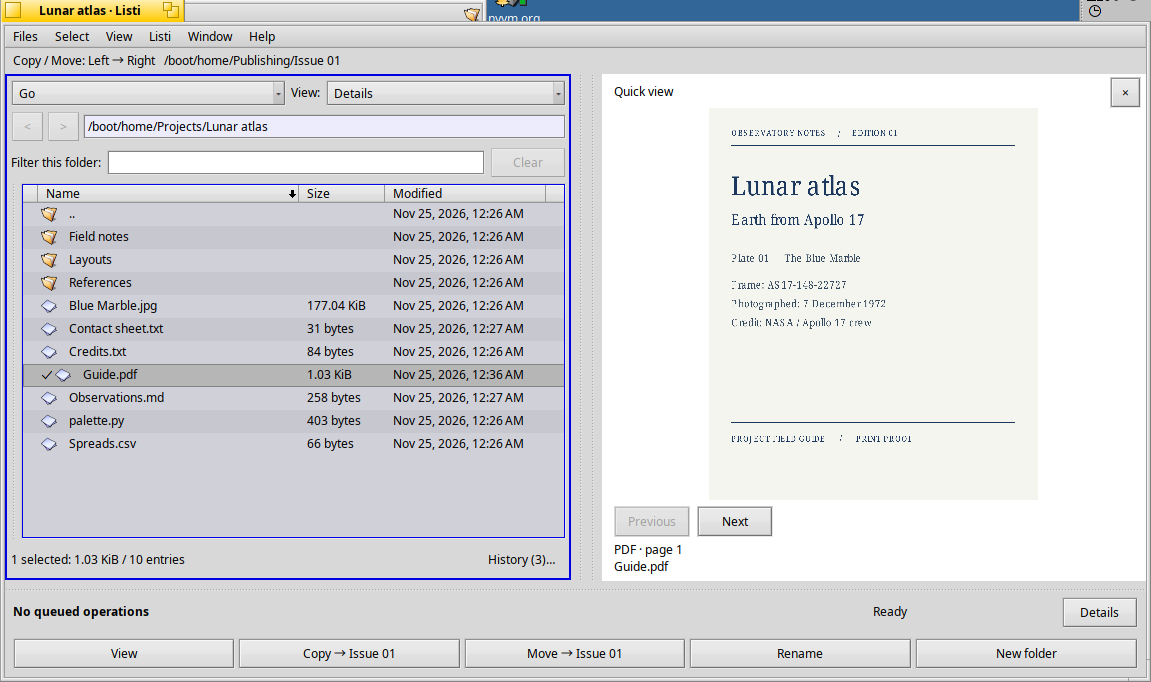 Lunar atlas · Listi
nyym.org
Files Select View Listi Window Help
Copy / Move: Left → Right /boot/home/Publishing/Issue 01
Go View: Details
< > /boot/home/Projects/Lunar atlas
Filter this folder: Clear
Name Size Modified
.. Nov 25, 2026, 12:26 AM
Field notes Nov 25, 2026, 12:26 AM
Layouts Nov 25, 2026, 12:26 AM
References Nov 25, 2026, 12:26 AM
Blue Marble.jpg 177.04 KiB Nov 25, 2026, 12:26 AM
Contact sheet.txt 31 bytes Nov 25, 2026, 12:27 AM
Credits.txt 84 bytes Nov 25, 2026, 12:26 AM
Guide.pdf 1.03 KiB Nov 25, 2026, 12:36 AM
Observations.md 258 bytes Nov 25, 2026, 12:27 AM
palette.py 403 bytes Nov 25, 2026, 12:26 AM
Spreads.csv 66 bytes Nov 25, 2026, 12:26 AM
1 selected: 1.03 KiB / 10 entries History (3)...
Quick view ×
OBSERVATORY NOTES / EDITION 01
Lunar atlas
Earth from Apollo 17
Plate 01 The Blue Marble
Frame: AS17-148-22727
Photographed: 7 December 1972
Credit: NASA / Apollo 17 crew
PROJECT FIELD GUIDE / PRINT PROOF
Previous Next
PDF · page 1
Guide.pdf
No queued operations Ready Details
View Copy → Issue 01 Move → Issue 01 Rename New folder